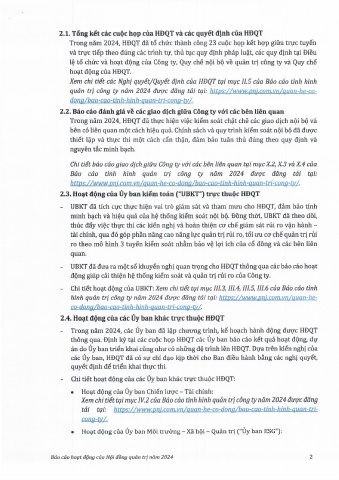 2.1. Tổng kết các cuộc họp của HĐQT và các quyết định của HĐQT
Trong năm 2024, HĐQT đã tổ chức thành công 23 cuộc họp kết hợp giữa trực tuyến
và trực tiếp theo đúng các trình tự, thủ tục quy định pháp luật, các quy định tại Điều
lệ tổ chức và hoạt động của Công ty, Quy chế nội bộ về quản trị công ty và Quy chế
hoạt động của HĐQT.
Xem chi tiết các Nghị quyết/Quyết định của HĐQT tại mục II.5 của Báo cáo tình hình
quản trị công ty năm 2024 được đăng tải tại: https://www.pnj.com.vn/quan-he-co-
dong/bao-cao-tinh-hinh-quan-tri-cong-ty/.
2.2. Báo cáo đánh giá về các giao dịch giữa Công ty với các bên liên quan
Trong năm 2024, HĐQT đã thực hiện việc kiểm soát chặt chẽ các giao dịch nội bộ và
bên có liên quan một cách hiệu quả. Chính sách và quy trình kiểm soát nội bộ đã được
thiết lập và thực thi một cách cẩn thận, đảm bảo tuân thủ đúng theo quy định và
nguyên tắc minh bạch.
Chi tiết báo cáo giao dịch giữa Công ty với các bên liên quan tại mục X.2, X.3 và X.4 của
Báo cáo tình hình quản trị công ty năm 2024 được đăng tải tại:
https://www.pnj.com.vn/quan-he-co-dong/bao-cao-tinh-hinh-quan-tri-cong-ty/.
2.3. Hoạt động của Ủy ban kiểm toán ("UBKT") trực thuộc HĐQT
- UBKT đã tích cực thực hiện vai trò giám sát và tham mưu cho HĐQT, đảm bảo tính
minh bạch và hiệu quả của hệ thống kiểm soát nội bộ. Đồng thời, UBKT đã theo dõi,
thúc đẩy việc thực thi các kiến nghị và hoàn thiện cơ chế giám sát rủi ro vận hành –
tài chính, qua đó góp phần nâng cao năng lực quản trị rủi ro, tối ưu cơ chế quản trị rủi
ro theo mô hình 3 tuyến kiểm soát nhằm bảo vệ lợi ích của cổ đông và các bên liên
quan.
- UBKT đã đưa ra một số khuyến nghị quan trọng cho HĐQT thông qua các báo cáo hoạt
động giúp cải thiện hệ thống kiểm soát và quản trị rủi ro của Công ty.
- Chi tiết hoạt động của UBKT: Xem chi tiết tại mục III.3, III.4, III.5, III.6 của Báo cáo tình
hình quản trị công ty năm 2024 được đăng tải tại: https://www.pnj.com.vn/quan-he-
co-dong/bao-cao-tinh-hinh-quan-tri-cong-ty/.
2.4. Hoạt động của các Ủy ban khác trực thuộc HĐQT
- Trong năm 2024, các Ủy ban đã lập chương trình, kế hoạch hành động được HĐQT
thông qua. Định kỳ tại các cuộc họp HĐQT các Ủy ban báo cáo kết quả hoạt động, dự
án do Ủy ban triển khai cũng như có những đệ trình lên HĐQT. Dựa trên kiến nghị của
các Ủy ban, HĐQT đã có sự chỉ đạo kịp thời cho Ban điều hành bằng các nghị quyết,
quyết định để triển khai thực thi.
- Chi tiết hoạt động của các Ủy ban khác trực thuộc HĐQT:
• Hoạt động của Ủy ban Chiến lược – Tài chính:
Xem chi tiết tại mục IV.2 của Báo cáo tình hình quản trị công ty năm 2024 được đăng
tải tại: https://www.pnj.com.vn/quan-he-co-dong/bao-cao-tinh-hinh-quan-tri-
cong-ty/.
• Hoạt động của Ủy ban Môi trường – Xã hội – Quản trị ("Ủy ban ESG"):
Báo cáo hoạt động của Hội đồng quản trị năm 2024 2